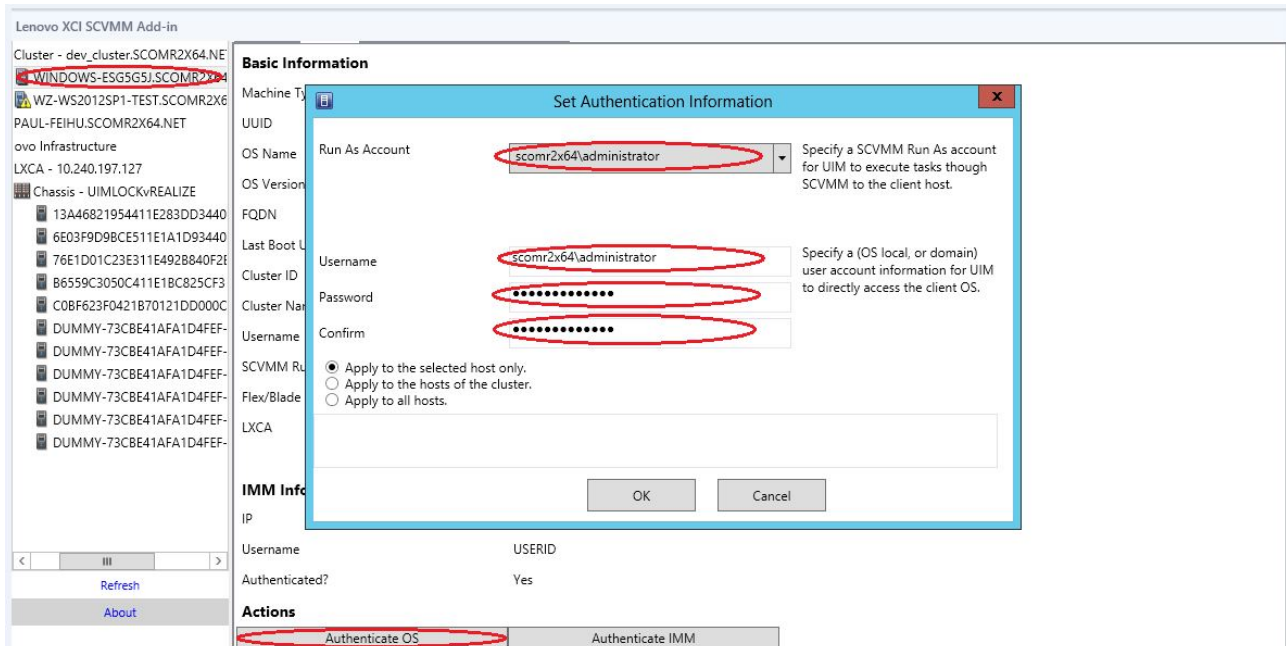 Lenovo XCI SCVMM Add-in
Cluster - dev_cluster.SCOMR2X64.NE
WINDOWS-ESG5G5J.SCOMR2X64
WZ-WS2012SP1-TEST.SCOMR2X6
PAUL-FEIHU.SCOMR2X64.NET
ovo Infrastructure
LXCA - 10.240.197.127
Chassis - UIMLOCKvREALIZE
13A46821954411E283DD3440
6E03F9D9BCE511E1A1D93440
76E1D01C23E311E492B840F2E
B6559C3050C411E1BC825CF3
C0BF623F0421B70121DD000C
DUMMY-73CBE41AFA1D4FEF-
DUMMY-73CBE41AFA1D4FEF-
DUMMY-73CBE41AFA1D4FEF-
DUMMY-73CBE41AFA1D4FEF-
DUMMY-73CBE41AFA1D4FEF-
DUMMY-73CBE41AFA1D4FEF-
Refresh
About
Basic Information
Machine Ty
UUID
OS Name
OS Version
FQDN
Last Boot U
Cluster ID
Cluster Nar
Username
SCVMM Ru
Flex/Blade
LXCA
Set Authentication Information
x
Run As Account
scomr2x64\administrator
Specify a SCVMM Run As account
for UIM to execute tasks though
SCVMM to the client host.
Username
scomr2x64\administrator
Specify a (OS local, or domain)
user account information for UIM
to directly access the client OS.
Password
Confirm
Apply to the selected host only.
Apply to the hosts of the cluster.
Apply to all hosts.
OK
Cancel
IMM Info
IP
Username USERID
Authenticated? Yes
Actions
Authenticate OS
Authenticate IMM